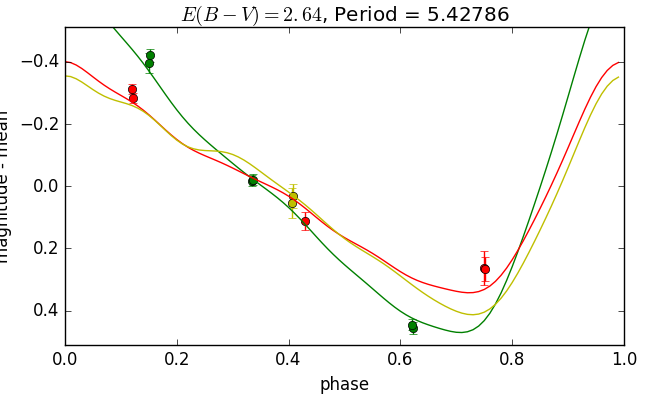 E(B − V) = 2.64, Period = 5.42786
−0.4
−0.2
0.0
0.2
0.4
magnitude - mean
0.0 0.2 0.4 0.6 0.8 1.0
phase